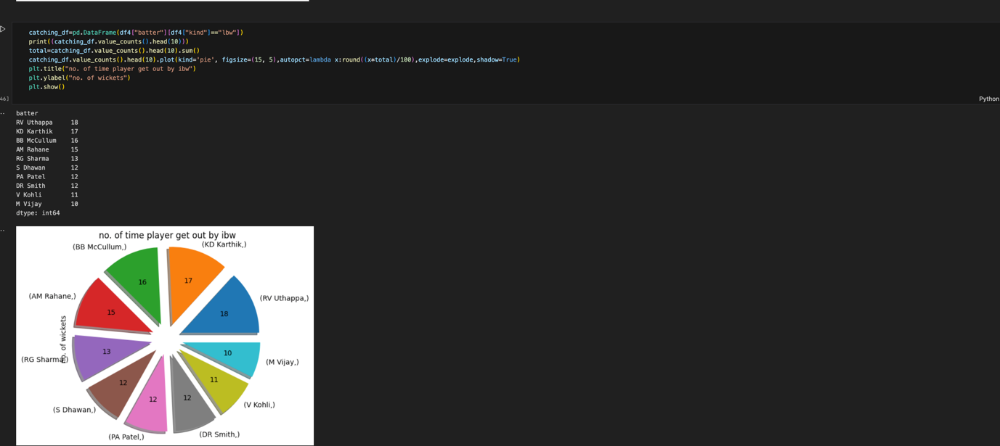 catching_df=pd.DataFrame(df4["batter"][df4["kind"]=="lbw"])
print((catching_df.value_counts().head(10)))
total=catching_df.value_counts().head(10).sum()
catching_df.value_counts().head(10).plot(kind='pie', figsize=(15, 5),autopct=lambda x:round((x*total)/100),explode=explode,shadow=True)
plt.title("no. of time player get out by ibw")
plt.ylabel("no. of wickets")
plt.show()
46]
Python
batter
RV Uthappa 18
KD Karthik 17
BB McCullum 16
AM Rahane 15
RG Sharma 13
S Dhawan 12
PA Patel 12
DR Smith 12
V Kohli 11
M Vijay 10
dtype: int64
no. of time player get out by ibw
(BB McCullum,)
(KD Karthik,)
16
17
(AM Rahane,)
(RV Uthappa,)
15
18
no. of wickets
(RG Sharma,)
13
10
(M Vijay,)
12
11
12
12
(V Kohli,)
(S Dhawan,)
(PA Patel,)
(DR Smith,)